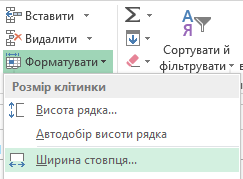 Вставити
Видалити
Форматувати
Сортувати й
фільтрувати
Розмір клітинки
Висота рядка...
Автодобір висоти рядка
Ширина стовпця...